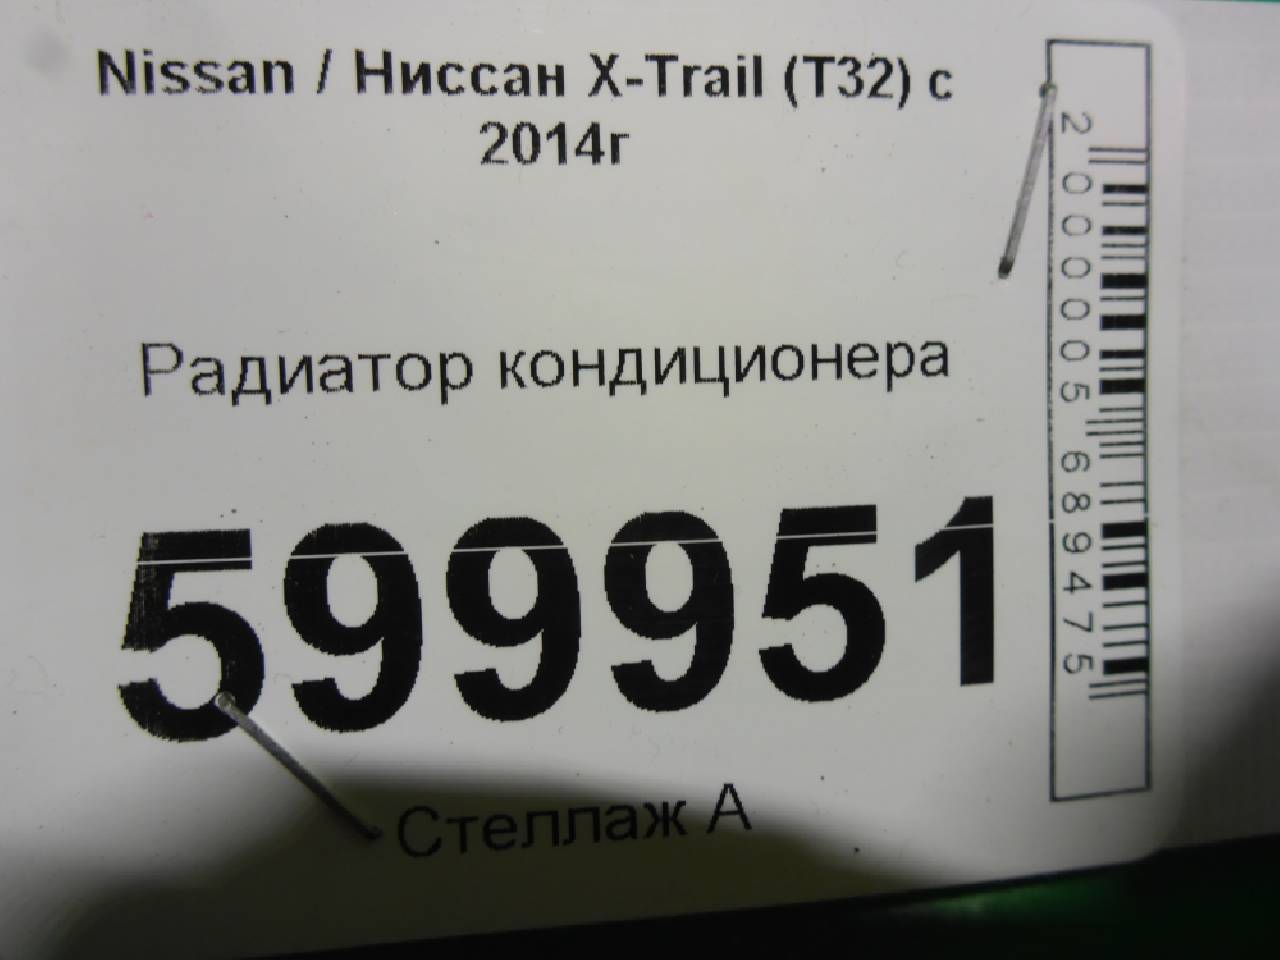 Nissan / Ниссан X-Trail (T32) с
2014г
Радиатор кондиционера
599951
Стеллаж А
2000005689475